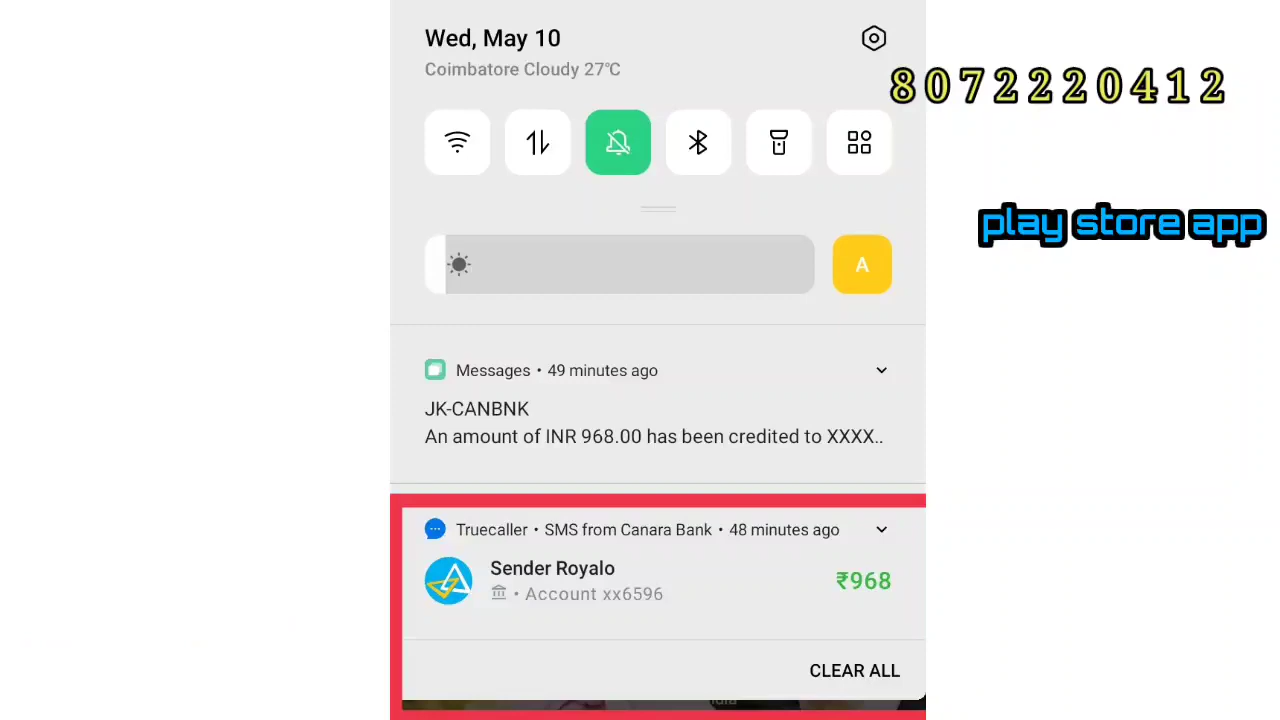 Wed, May 10
Coimbatore Cloudy 27°C
8072220412
play store app
A
Messages • 49 minutes ago
JK-CANBNK
An amount of INR 968.00 has been credited to XXXX..
Truecaller • SMS from Canara Bank • 48 minutes ago
Sender Royalo
• Account xx6596
₹968
CLEAR ALL